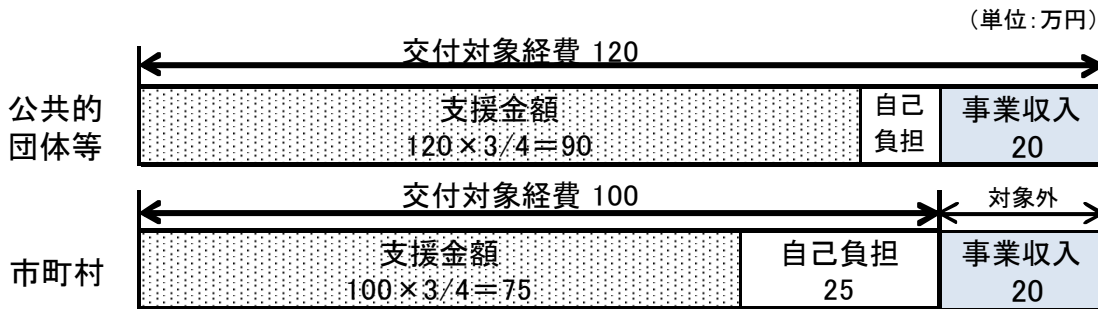 (単位:万円)
交付対象経費 120
公共的
団体等
支援金額
120×3/4=90
自己
負担
事業収入
20
交付対象経費 100
対象外
市町村
支援金額
100×3/4=75
自己負担
25
事業収入
20